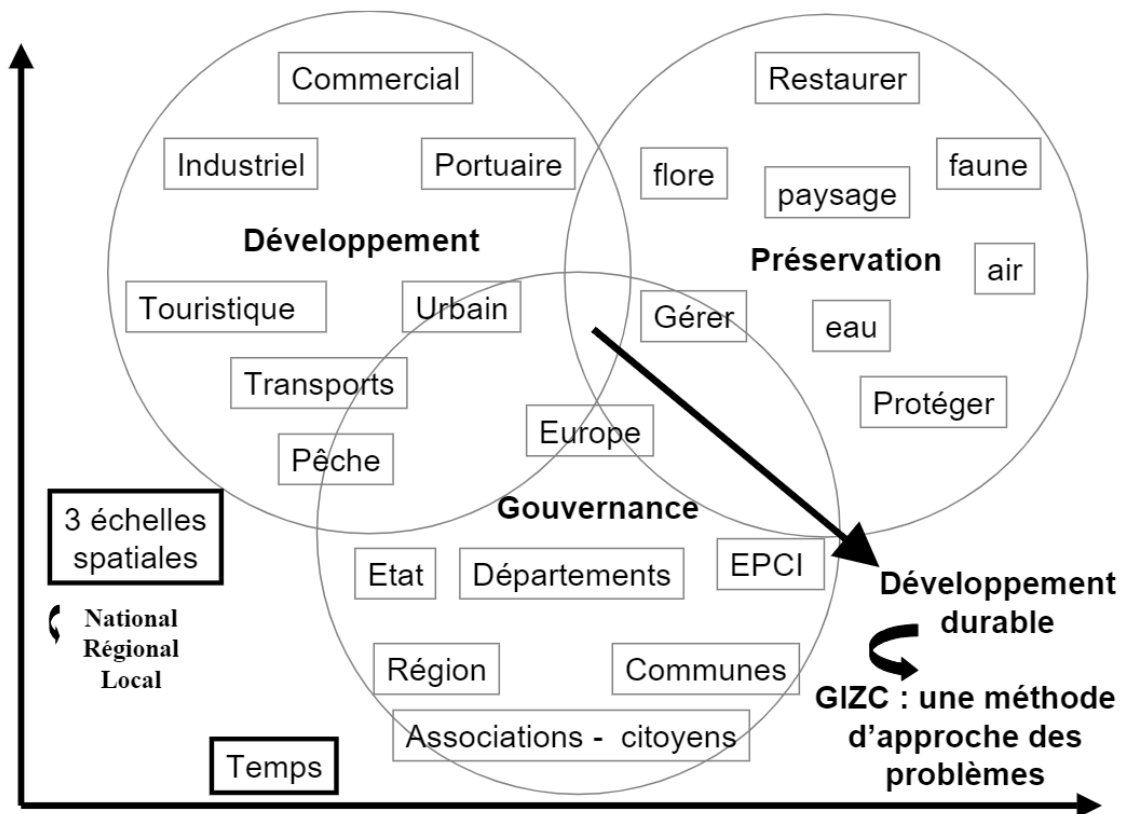 Commercial
Restaurer
Industriel
Portuaire
flore
paysage
faune
Développement
Préservation
air
Touristique
Urbain
Gérer
eau
Transports
Protéger
Europe
Pêche
Gouvernance
3 échelles
spatiales
Etat
Départements
EPCI
Développement
durable
National
Régional
Local
Région
Communes
GIZC : une méthode
d’approche des
problèmes
Associations - citoyens
Temps